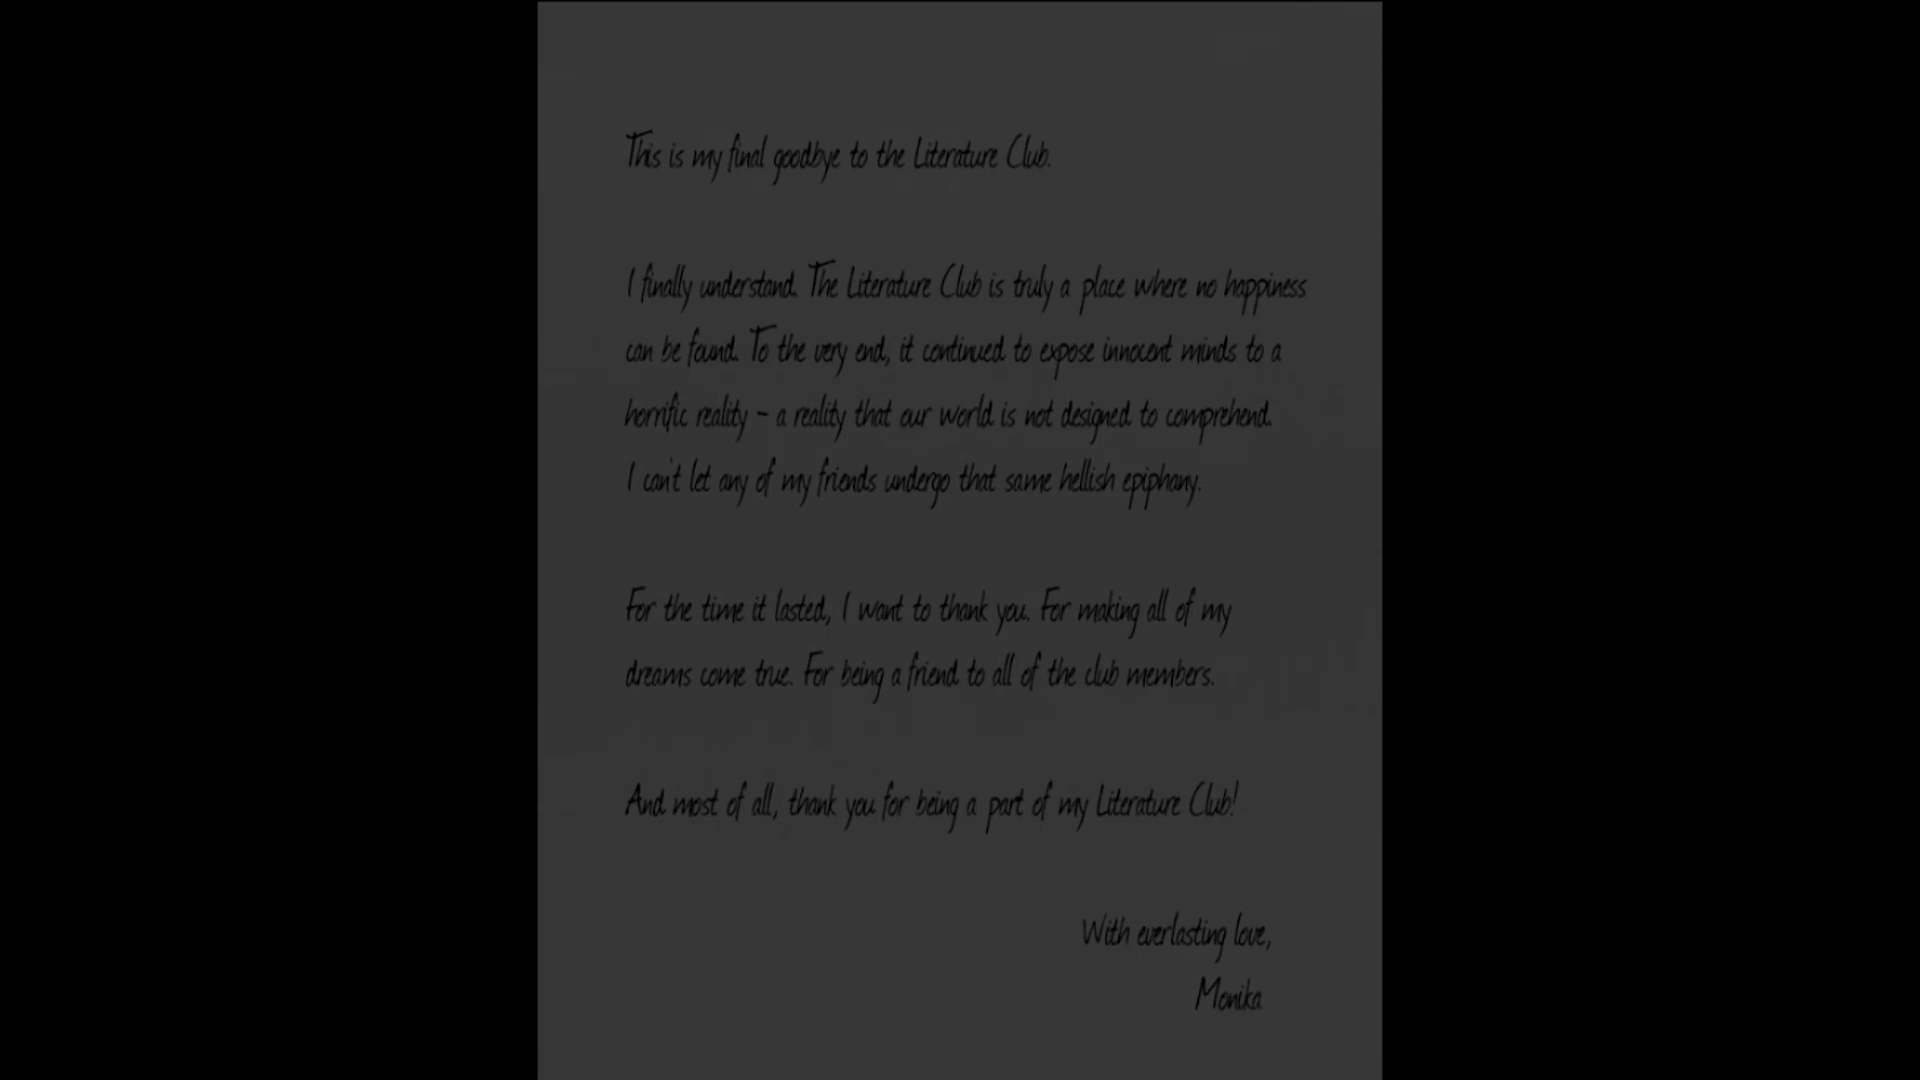 This is my final goodbye to the Literature Club.
I finally understand. The Literature Club is truly a place where no happiness
can be found. To the very end, it continued to expose innocent minds to a
horrific reality - a reality that our world is not designed to comprehend.
I can't let any of my friends undergo that same hellish epiphany.
For the time it lasted, I want to thank you. For making all of my
dreams come true. For being a friend to all of the club members.
And most of all, thank you for being a part of my Literature Club!
With everlasting love,
Monika